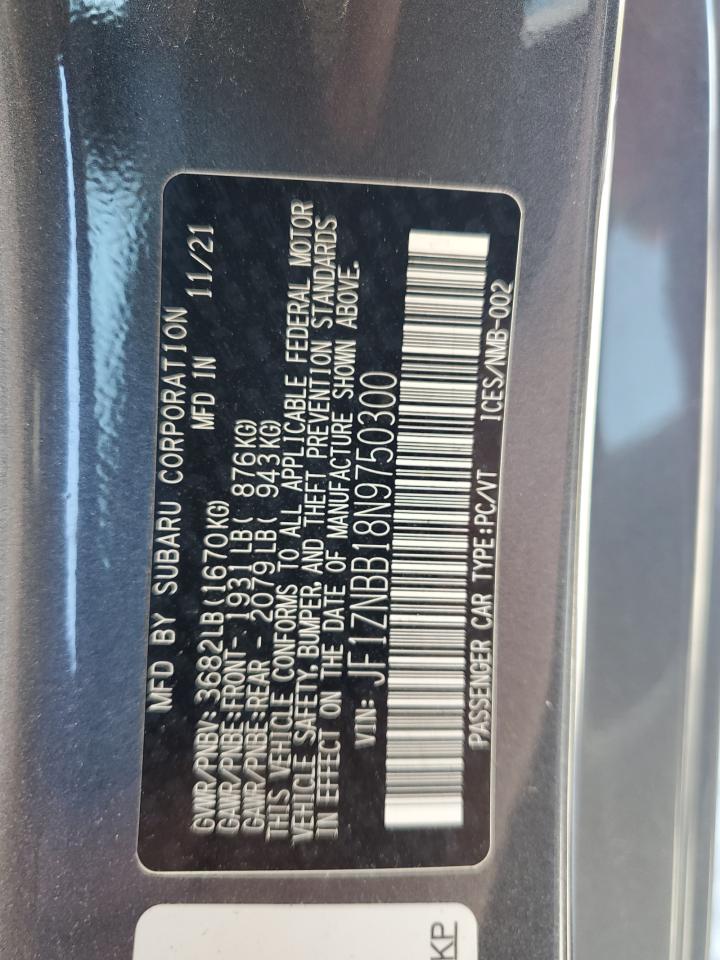 MFD BY SUBARU CORPORATION
MFD IN 11/21
GVWR/PNBV: 3682LB(1670KG)
GAWR/PNBE:FRONT- 1931LB( 876KG)
GAWR/PNBE:REAR - 2079LB( 943KG)
THIS VEHICLE CONFORMS TO ALL APPLICABLE FEDERAL MOTOR
VEHICLE SAFETY, BUMPER, AND THEFT PREVENTION STANDARDS
IN EFFECT ON THE DATE OF MANUFACTURE SHOWN ABOVE.
VIN: JF1ZNBB18N9750300
PASSENGER CAR TYPE:PC/VT ICES/NMB-002
KP